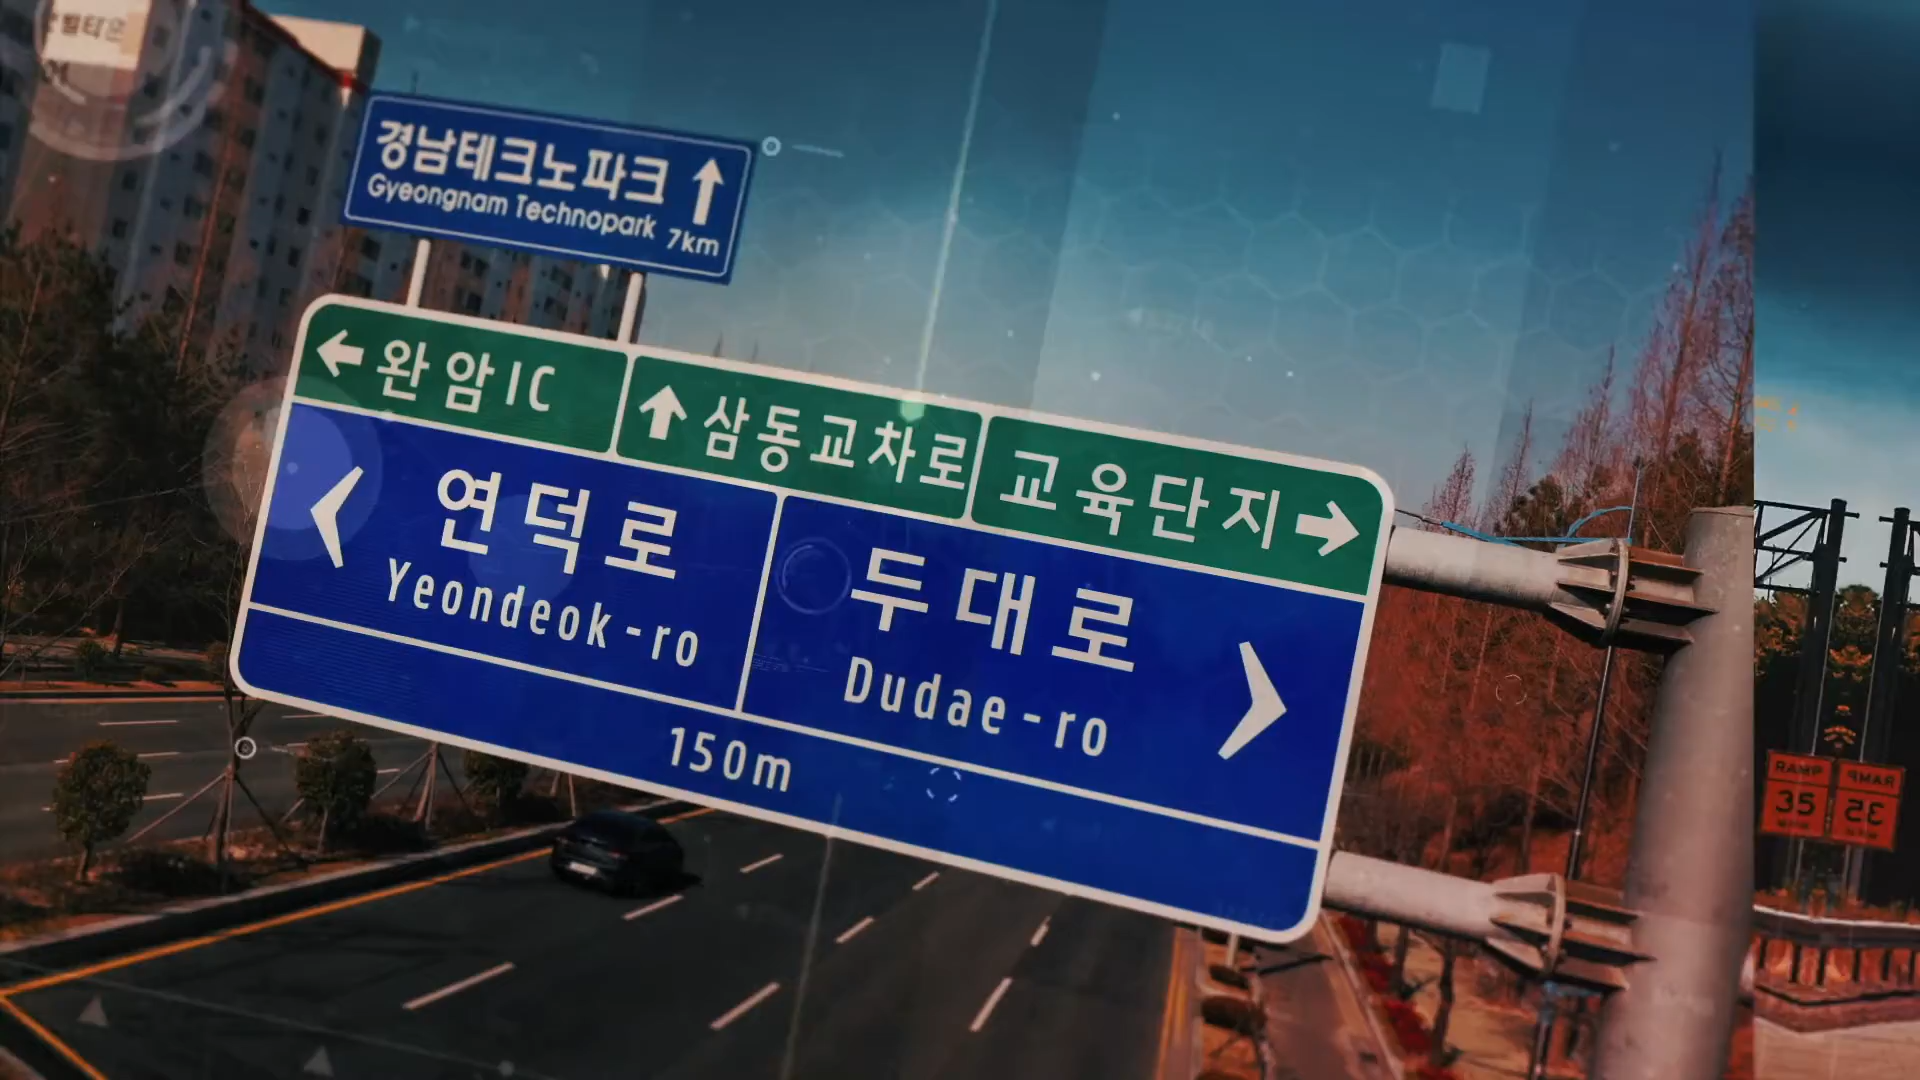 경남테크노파크
Gyeongnam Technopark 7km
완암IC
삼동교차로
교육단지
연덕로
Yeondeok-ro
두대로
Dudae-ro
150m
RAMP
35
RAMP
35